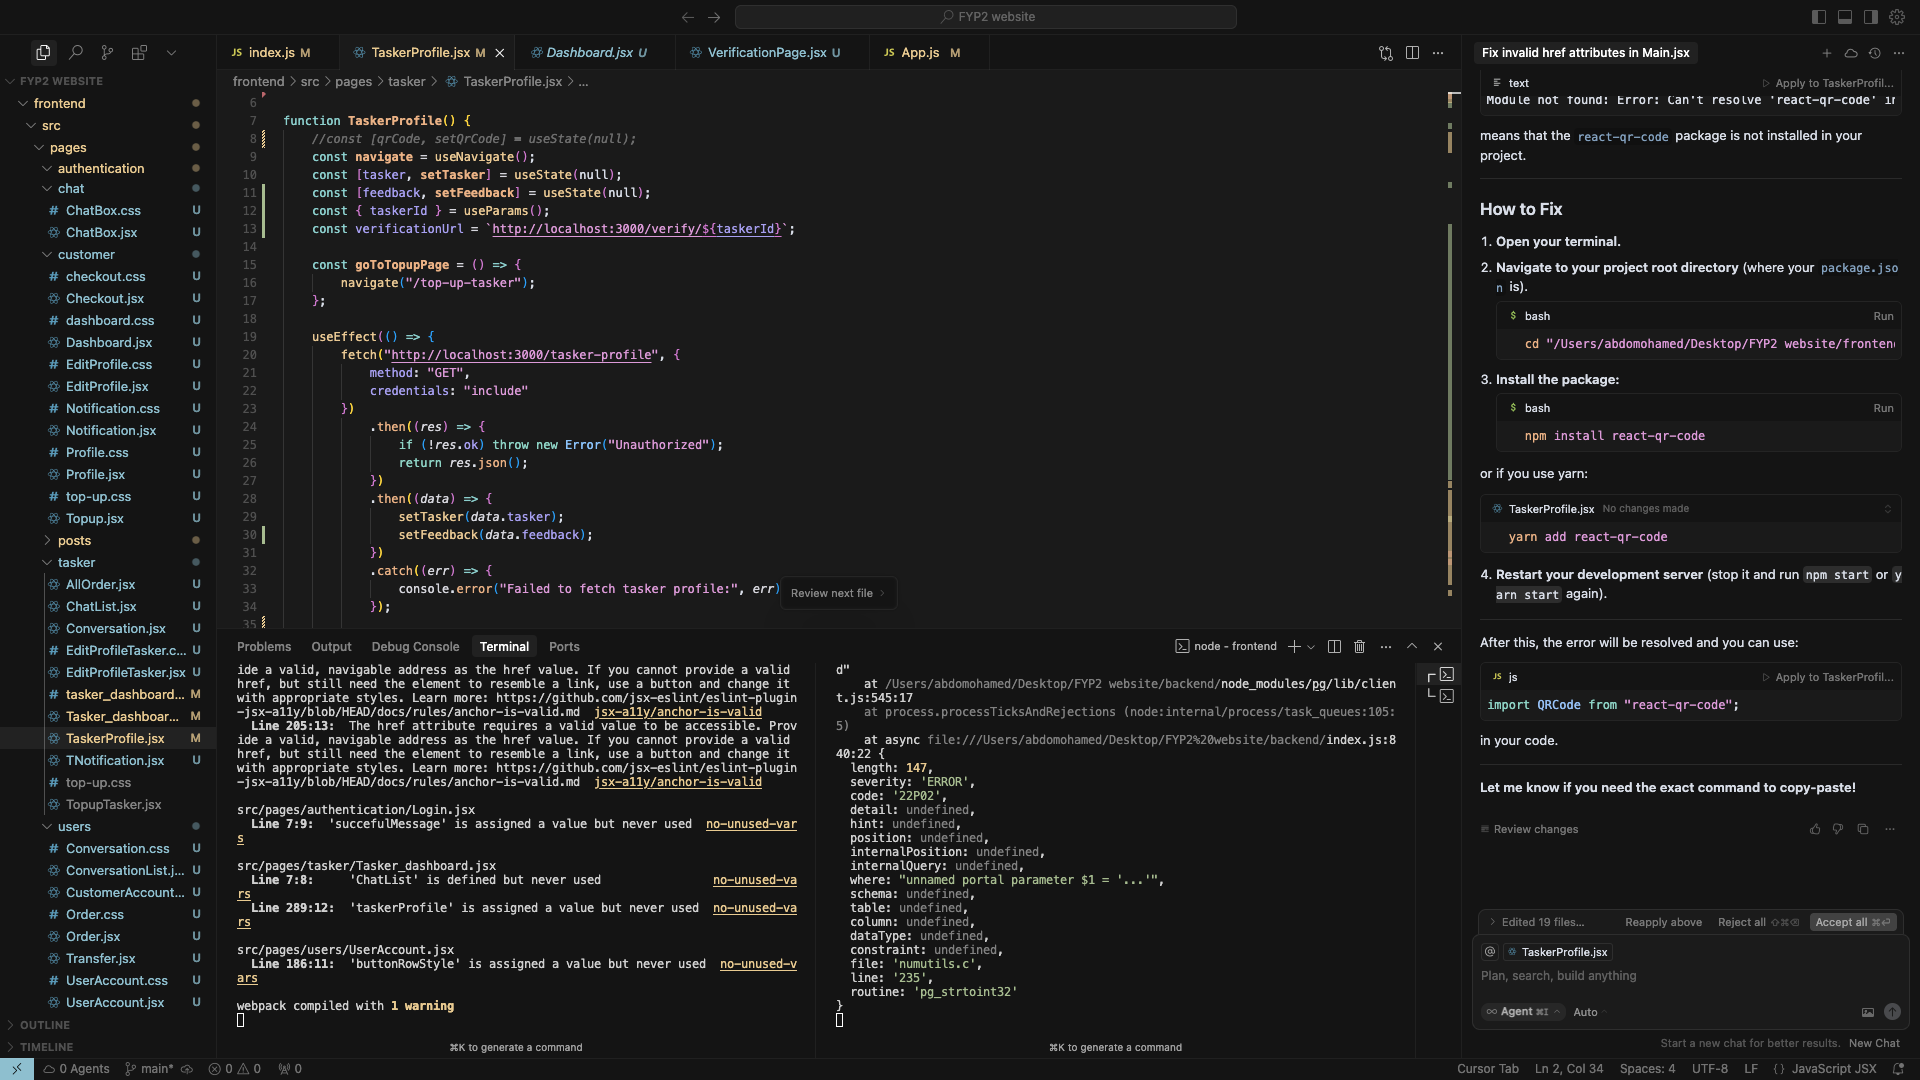 FYP2 website
index.js M
TaskerProfile.jsx M
Dashboard.jsx U
VerificationPage.jsx U
App.js M
FYP2 WEBSITE
frontend
src
pages
authentication
chat
ChatBox.css U
ChatBox.jsx U
customer
checkout.css U
Checkout.jsx U
dashboard.css U
Dashboard.jsx U
EditProfile.css U
EditProfile.jsx U
Notification.css U
Notification.jsx U
Profile.css U
Profile.jsx U
top-up.css U
Topup.jsx U
posts
tasker
AllOrder.jsx U
ChatList.jsx U
Conversation.jsx U
EditProfileTasker.c... U
EditProfileTasker.jsx U
tasker_dashboard... M
Tasker_dashboar... M
TaskerProfile.jsx M
TNotification.jsx U
top-up.css
TopupTasker.jsx
users
Conversation.css U
ConversationList.j... U
CustomerAccount... U
Order.css U
Order.jsx U
Transfer.jsx U
UserAccount.css U
UserAccount.jsx U
OUTLINE
TIMELINE
frontend > src > pages > tasker > TaskerProfile.jsx > ...
6
7 function TaskerProfile() {
8 //const [qrCode, setQrCode] = useState(null);
9 const navigate = useNavigate();
10 const [tasker, setTasker] = useState(null);
11 const [feedback, setFeedback] = useState(null);
12 const { taskerId } = useParams();
13 const verificationUrl = `http://localhost:3000/verify/${taskerId}`;
14
15 const goToTopupPage = () => {
16 navigate("/top-up-tasker");
17 };
18
19 useEffect(() => {
20 fetch("http://localhost:3000/tasker-profile", {
21 method: "GET",
22 credentials: "include"
23 })
24 .then((res) => {
25 if (!res.ok) throw new Error("Unauthorized");
26 return res.json();
27 })
28 .then((data) => {
29 setTasker(data.tasker);
30 setFeedback(data.feedback);
31 })
32 .catch((err) => {
33 console.error("Failed to fetch tasker profile:", err)
34 });
35
Review next file >
Problems Output Debug Console Terminal Ports
node - frontend
ide a valid, navigable address as the href value. If you cannot provide a valid
href, but still need the element to resemble a link, use a button and change it
with appropriate styles. Learn more: https://github.com/jsx-eslint/eslint-plugin
-jsx-a11y/blob/HEAD/docs/rules/anchor-is-valid.md jsx-a11y/anchor-is-valid
Line 205:13: The href attribute requires a valid value to be accessible. Prov
ide a valid, navigable address as the href value. If you cannot provide a valid
href, but still need the element to resemble a link, use a button and change it
with appropriate styles. Learn more: https://github.com/jsx-eslint/eslint-plugin
-jsx-a11y/blob/HEAD/docs/rules/anchor-is-valid.md jsx-a11y/anchor-is-valid
src/pages/authentication/Login.jsx
Line 7:9: 'succefulMessage' is assigned a value but never used no-unused-var
s
src/pages/tasker/Tasker_dashboard.jsx
Line 7:8: 'ChatList' is defined but never used no-unused-va
rs
Line 289:12: 'taskerProfile' is assigned a value but never used no-unused-va
rs
src/pages/users/UserAccount.jsx
Line 186:11: 'buttonRowStyle' is assigned a value but never used no-unused-v
ars
webpack compiled with 1 warning
⌘K to generate a command
d"
at /Users/abdomohamed/Desktop/FYP2 website/backend/node_modules/pg/lib/clien
t.js:545:17
at process.processTicksAndRejections (node:internal/process/task_queues:105:
5)
at async file:///Users/abdomohamed/Desktop/FYP2%20website/backend/index.js:8
40:22 {
length: 147,
severity: 'ERROR',
code: '22P02',
detail: undefined,
hint: undefined,
position: undefined,
internalPosition: undefined,
internalQuery: undefined,
where: "unnamed portal parameter $1 = '...'",
schema: undefined,
table: undefined,
column: undefined,
dataType: undefined,
constraint: undefined,
file: 'numutils.c',
line: '235',
routine: 'pg_strtoint32'
}
⌘K to generate a command
Fix invalid href attributes in Main.jsx
text Apply to TaskerProfil...
Module not found: Error: Can't resolve 'react-qr-code' in
means that the react-qr-code package is not installed in your
project.
How to Fix
1. Open your terminal.
2. Navigate to your project root directory (where your package.jso
n is).
$ bash Run
cd "/Users/abdomohamed/Desktop/FYP2 website/fronten
3. Install the package:
$ bash Run
npm install react-qr-code
or if you use yarn:
TaskerProfile.jsx No changes made
yarn add react-qr-code
4. Restart your development server (stop it and run npm start or y
arn start again).
After this, the error will be resolved and you can use:
JS js Apply to TaskerProfil...
import QRCode from "react-qr-code";
in your code.
Let me know if you need the exact command to copy-paste!
Review changes
Edited 19 files... Reapply above Reject all ⇧⌘⌫ Accept all ⌘⏎
@ TaskerProfile.jsx
Plan, search, build anything
∞ Agent ⌘I Auto
Start a new chat for better results. New Chat
0 Agents main* 0 0 0
Cursor Tab Ln 2, Col 34 Spaces: 4 UTF-8 LF {} JavaScript JSX